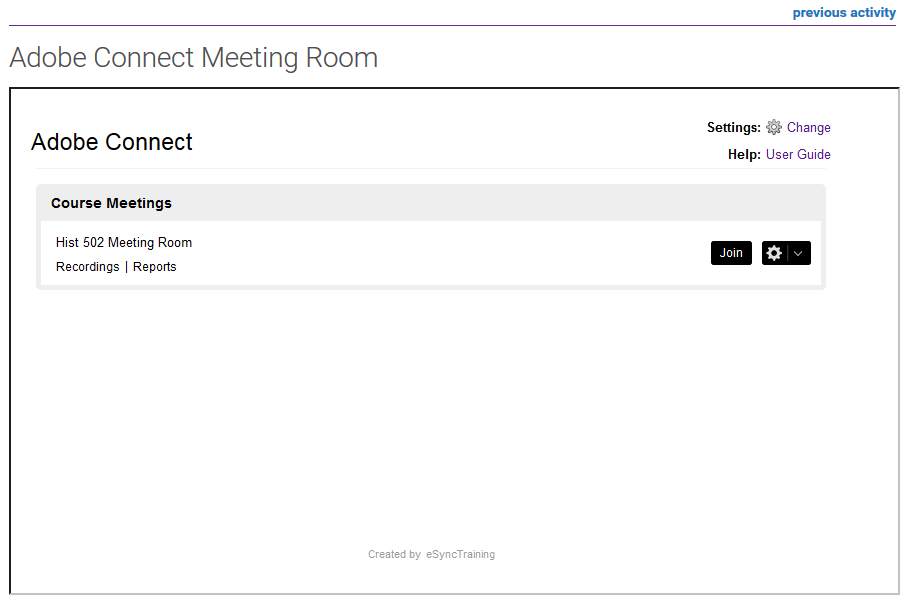 previous activity
Adobe Connect Meeting Room
Adobe Connect
Settings: Change
Help: User Guide
Course Meetings
Hist 502 Meeting Room
Recordings | Reports
Join
Created by eSyncTraining